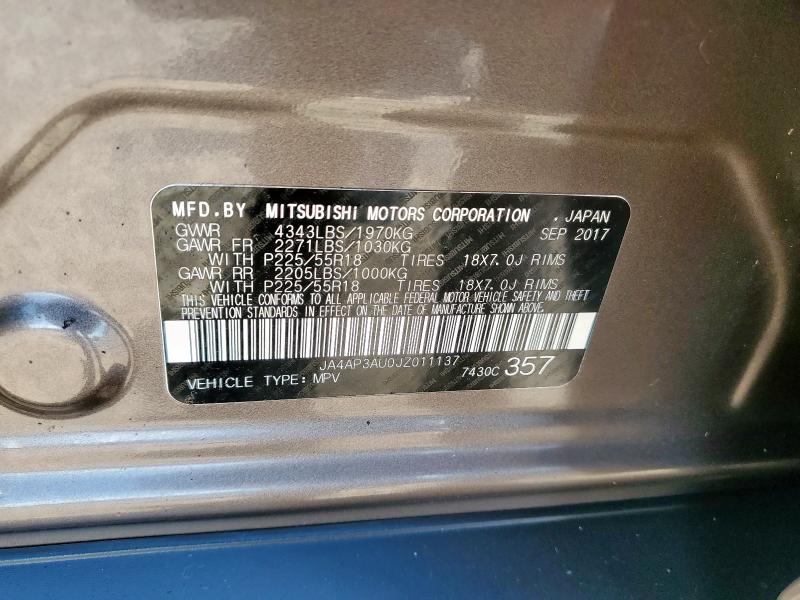 MFD.BY MITSUBISHI MOTORS CORPORATION . JAPAN
GVWR 4343LBS/1970KG SEP 2017
GAWR FR 2271LBS/1030KG
WITH P225/55R18 TIRES 18X7.0J RIMS
GAWR RR 2205LBS/1000KG
WITH P225/55R18 TIRES 18X7.0J RIMS
THIS VEHICLE CONFORMS TO ALL APPLICABLE FEDERAL MOTOR VEHICLE SAFETY AND THEFT
PREVENTION STANDARDS IN EFFECT ON THE DATE OF MANUFACTURE SHOWN ABOVE.
JA4AP3AU0JZ011137
VEHICLE TYPE:MPV 7430C 357